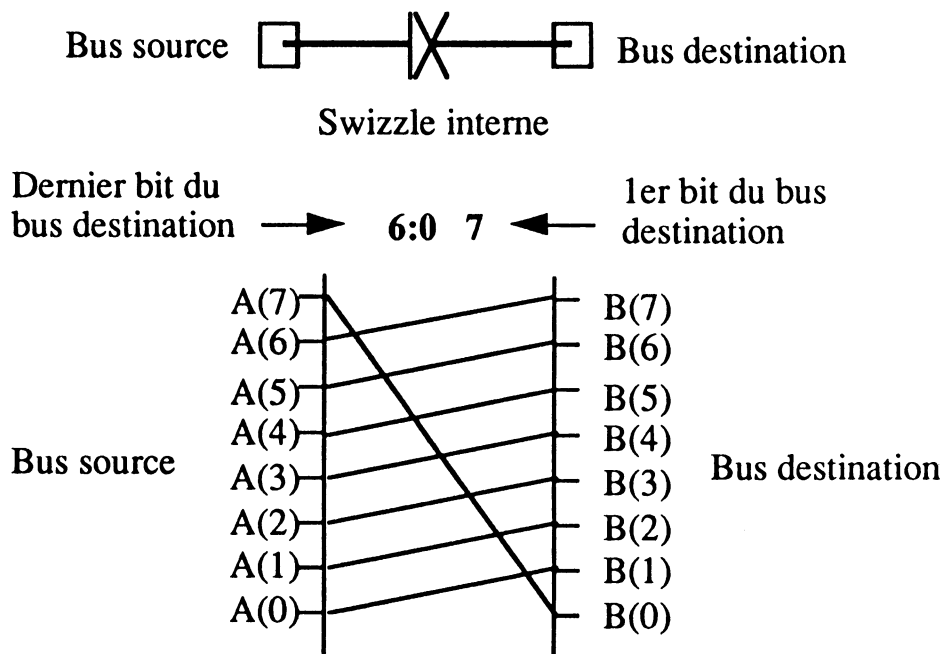 Bus source
Bus destination
Swizzle interne
Dernier bit du
bus destination
6:0 7
1er bit du bus
destination
A(7)
B(7)
A(6)
B(6)
A(5)
B(5)
A(4)
B(4)
Bus source
A(3)
B(3)
Bus destination
A(2)
B(2)
A(1)
B(1)
A(0)
B(0)